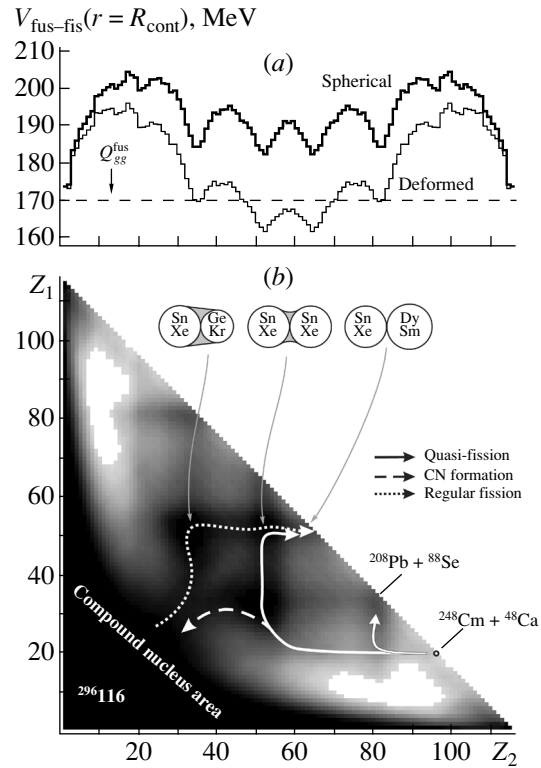 V_fus–fis(r = R_cont), MeV
210
(a)
200
Spherical
190
180
Q_gg^fus
170
Deformed
160
(b)
Z_1
Sn Ge Sn Sn Sn Dy
Xe Kr Xe Xe Xe Sm
100
80
Quasi-fission
CN formation
60
Regular fission
^208Pb + ^88Se
40
^248Cm + ^48Ca
Compound nucleus area
20
^296116
20 40 60 80 100 Z_2